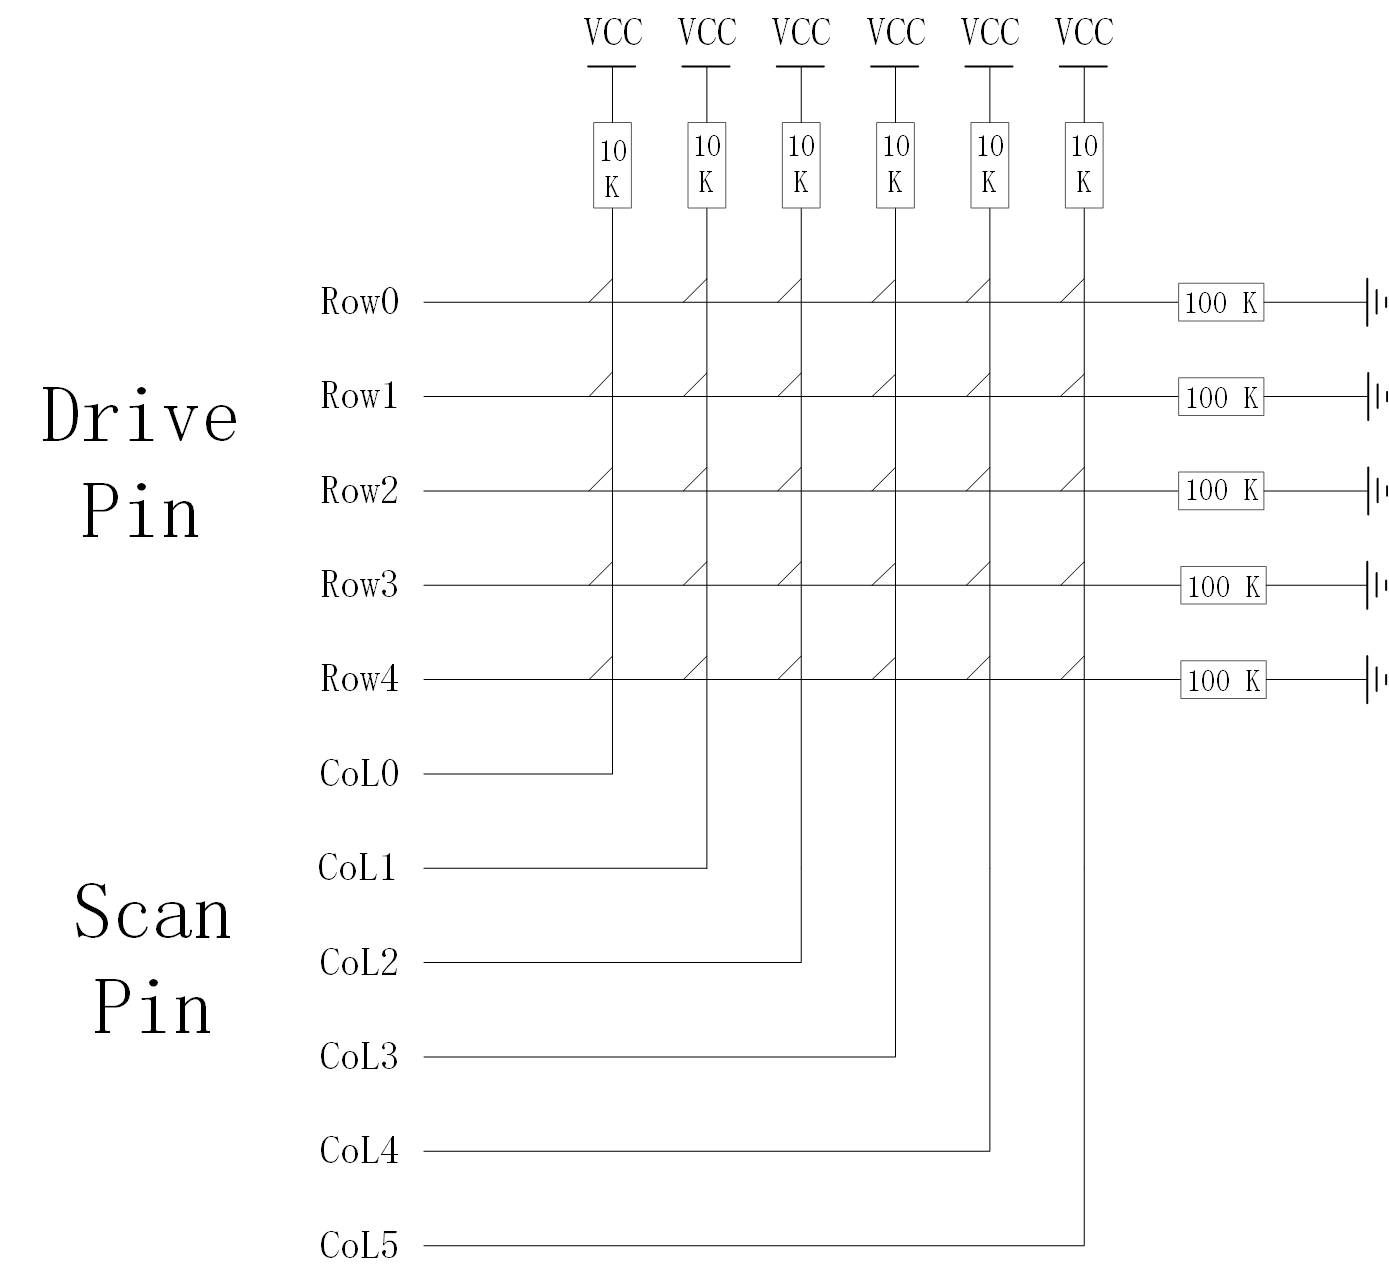 VCC VCC VCC VCC VCC VCC
10 10 10 10 10 10
K K K K K K
Row0 100 K
Row1 100 K
Drive
Pin
Row2 100 K
Row3 100 K
Row4 100 K
CoL0
CoL1
Scan
Pin
CoL2
CoL3
CoL4
CoL5